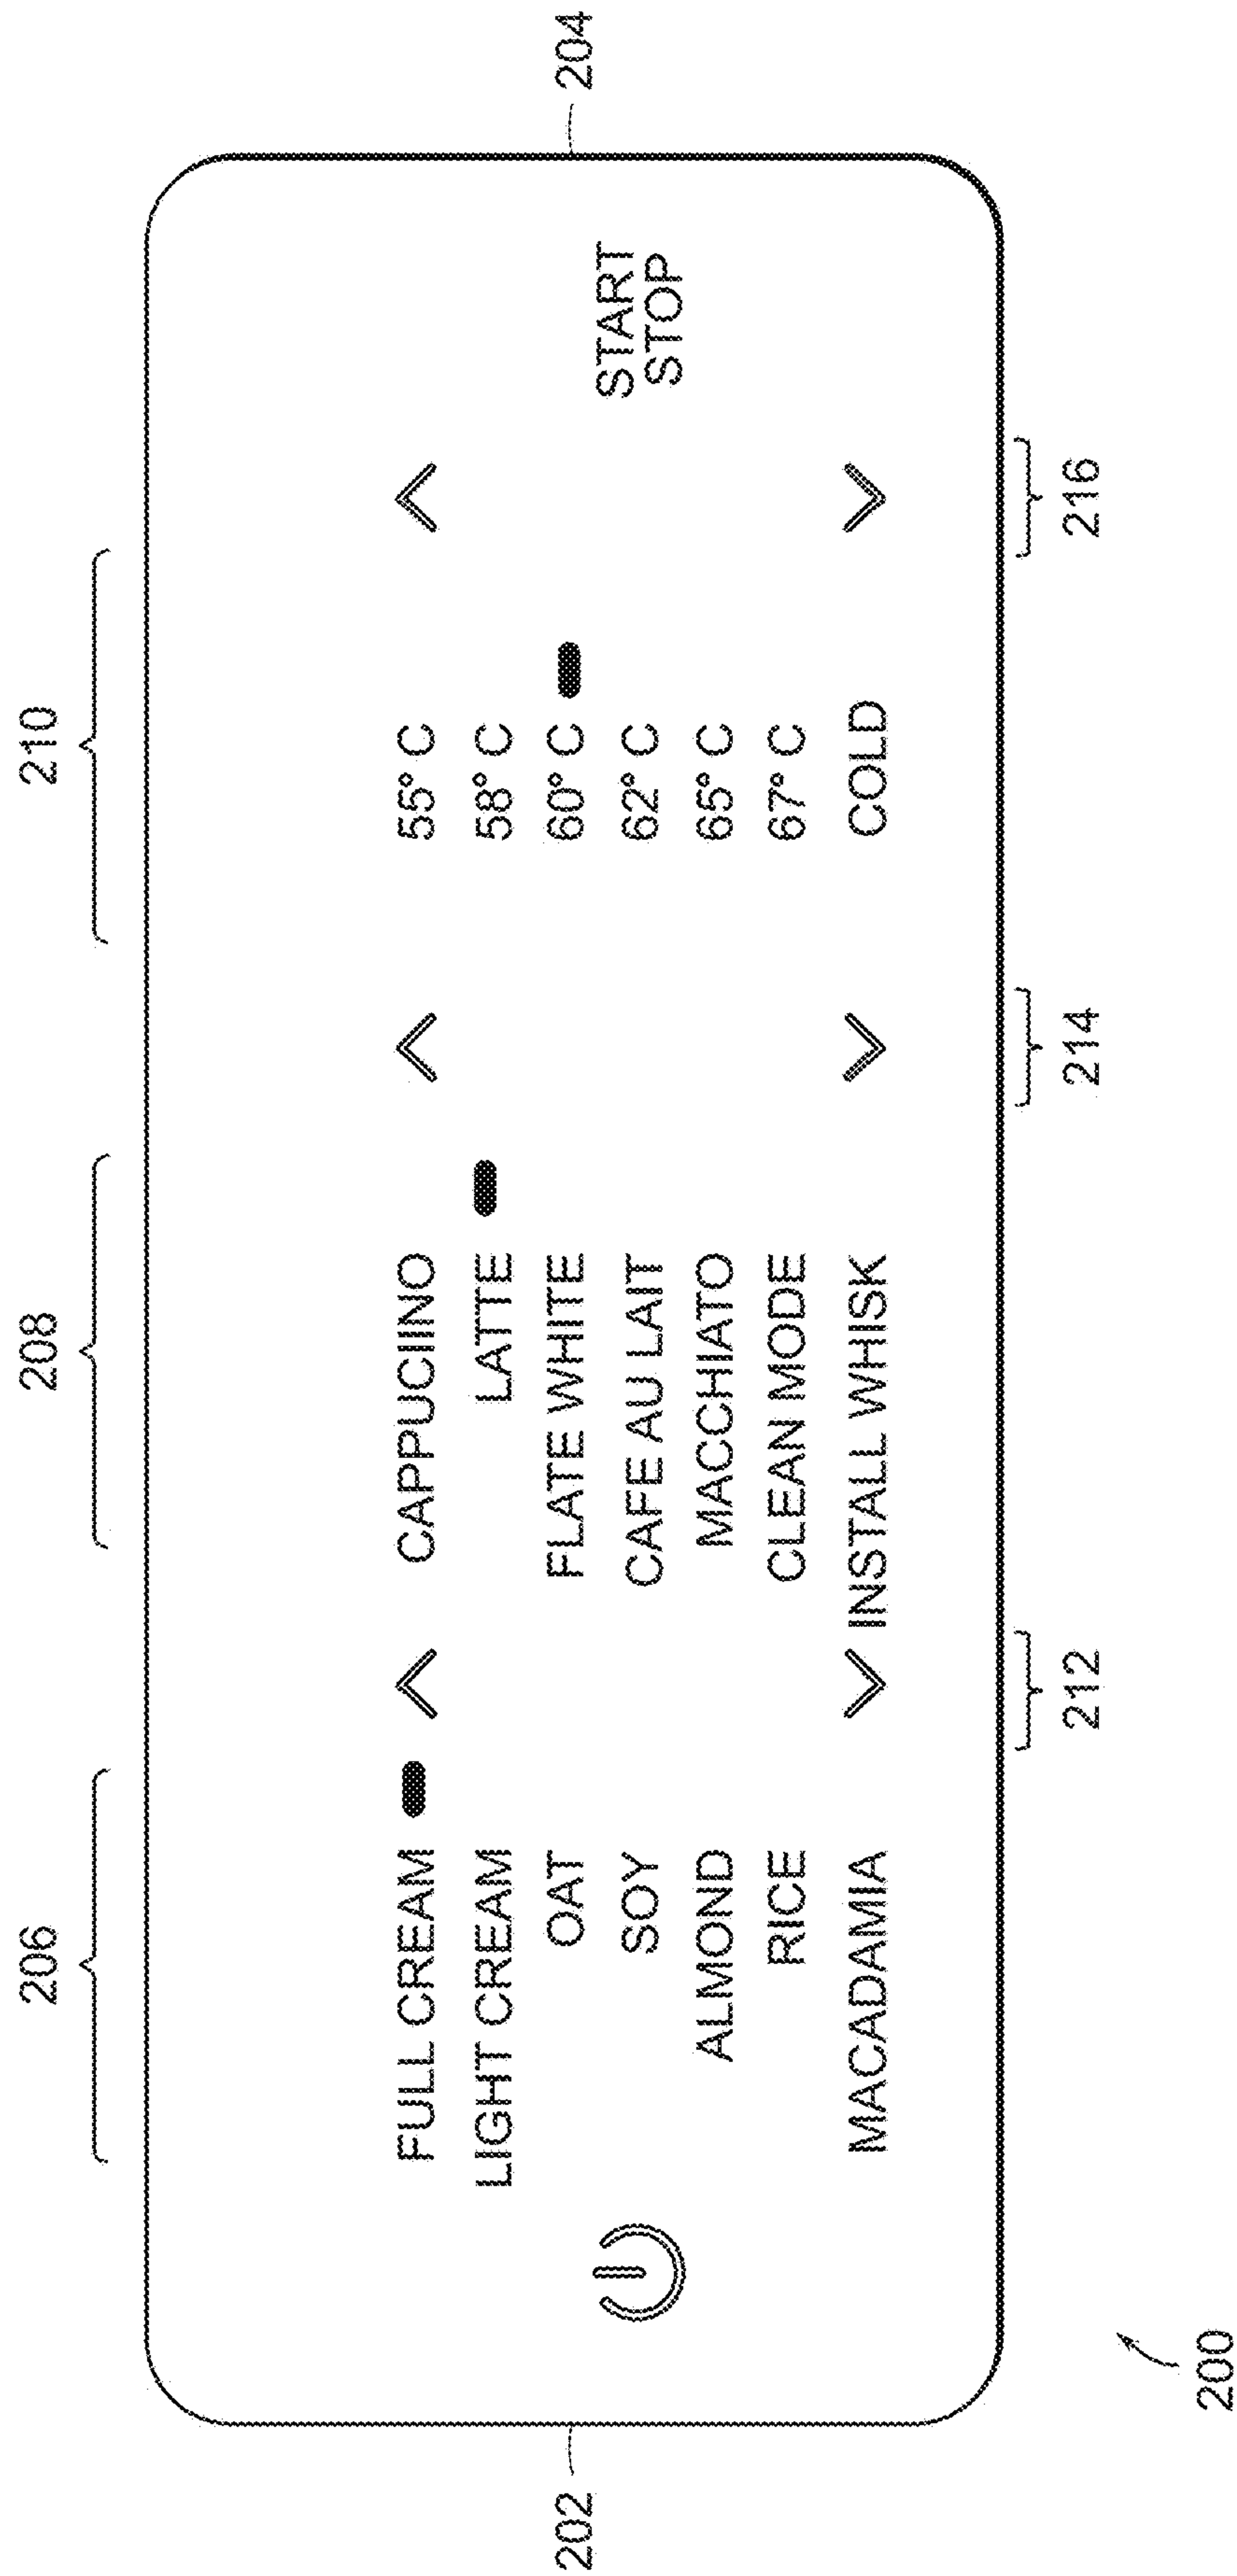 206
208
210
FULL CREAM
LIGHT CREAM
OAT
SOY
ALMOND
RICE
MACADAMIA
CAPPUCIINO
LATTE
FLATE WHITE
CAFE AU LAIT
MACCHIATO
CLEAN MODE
INSTALL WHISK
55° C
58° C
60° C
62° C
65° C
67° C
COLD
START
STOP
202
204
212
214
216
200